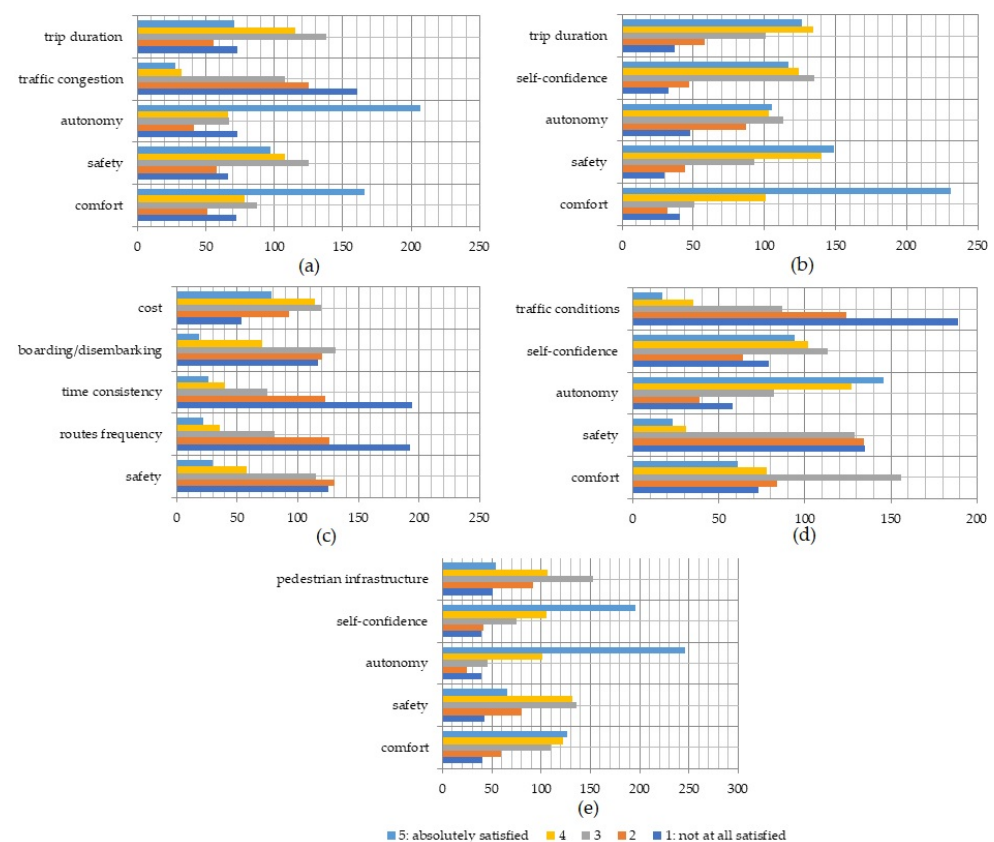 trip duration
traffic congestion
autonomy
safety
comfort
0 50 100 150 200 250
(a)
trip duration
self-confidence
autonomy
safety
comfort
0 50 100 150 200 250
(b)
cost
boarding/disembarking
time consistency
routes frequency
safety
0 50 100 150 200 250
(c)
traffic conditions
self-confidence
autonomy
safety
comfort
0 50 100 150 200
(d)
pedestrian infrastructure
self-confidence
autonomy
safety
comfort
0 50 100 150 200 250 300
(e)
5: absolutely satisfied 4 3 2 1: not at all satisfied